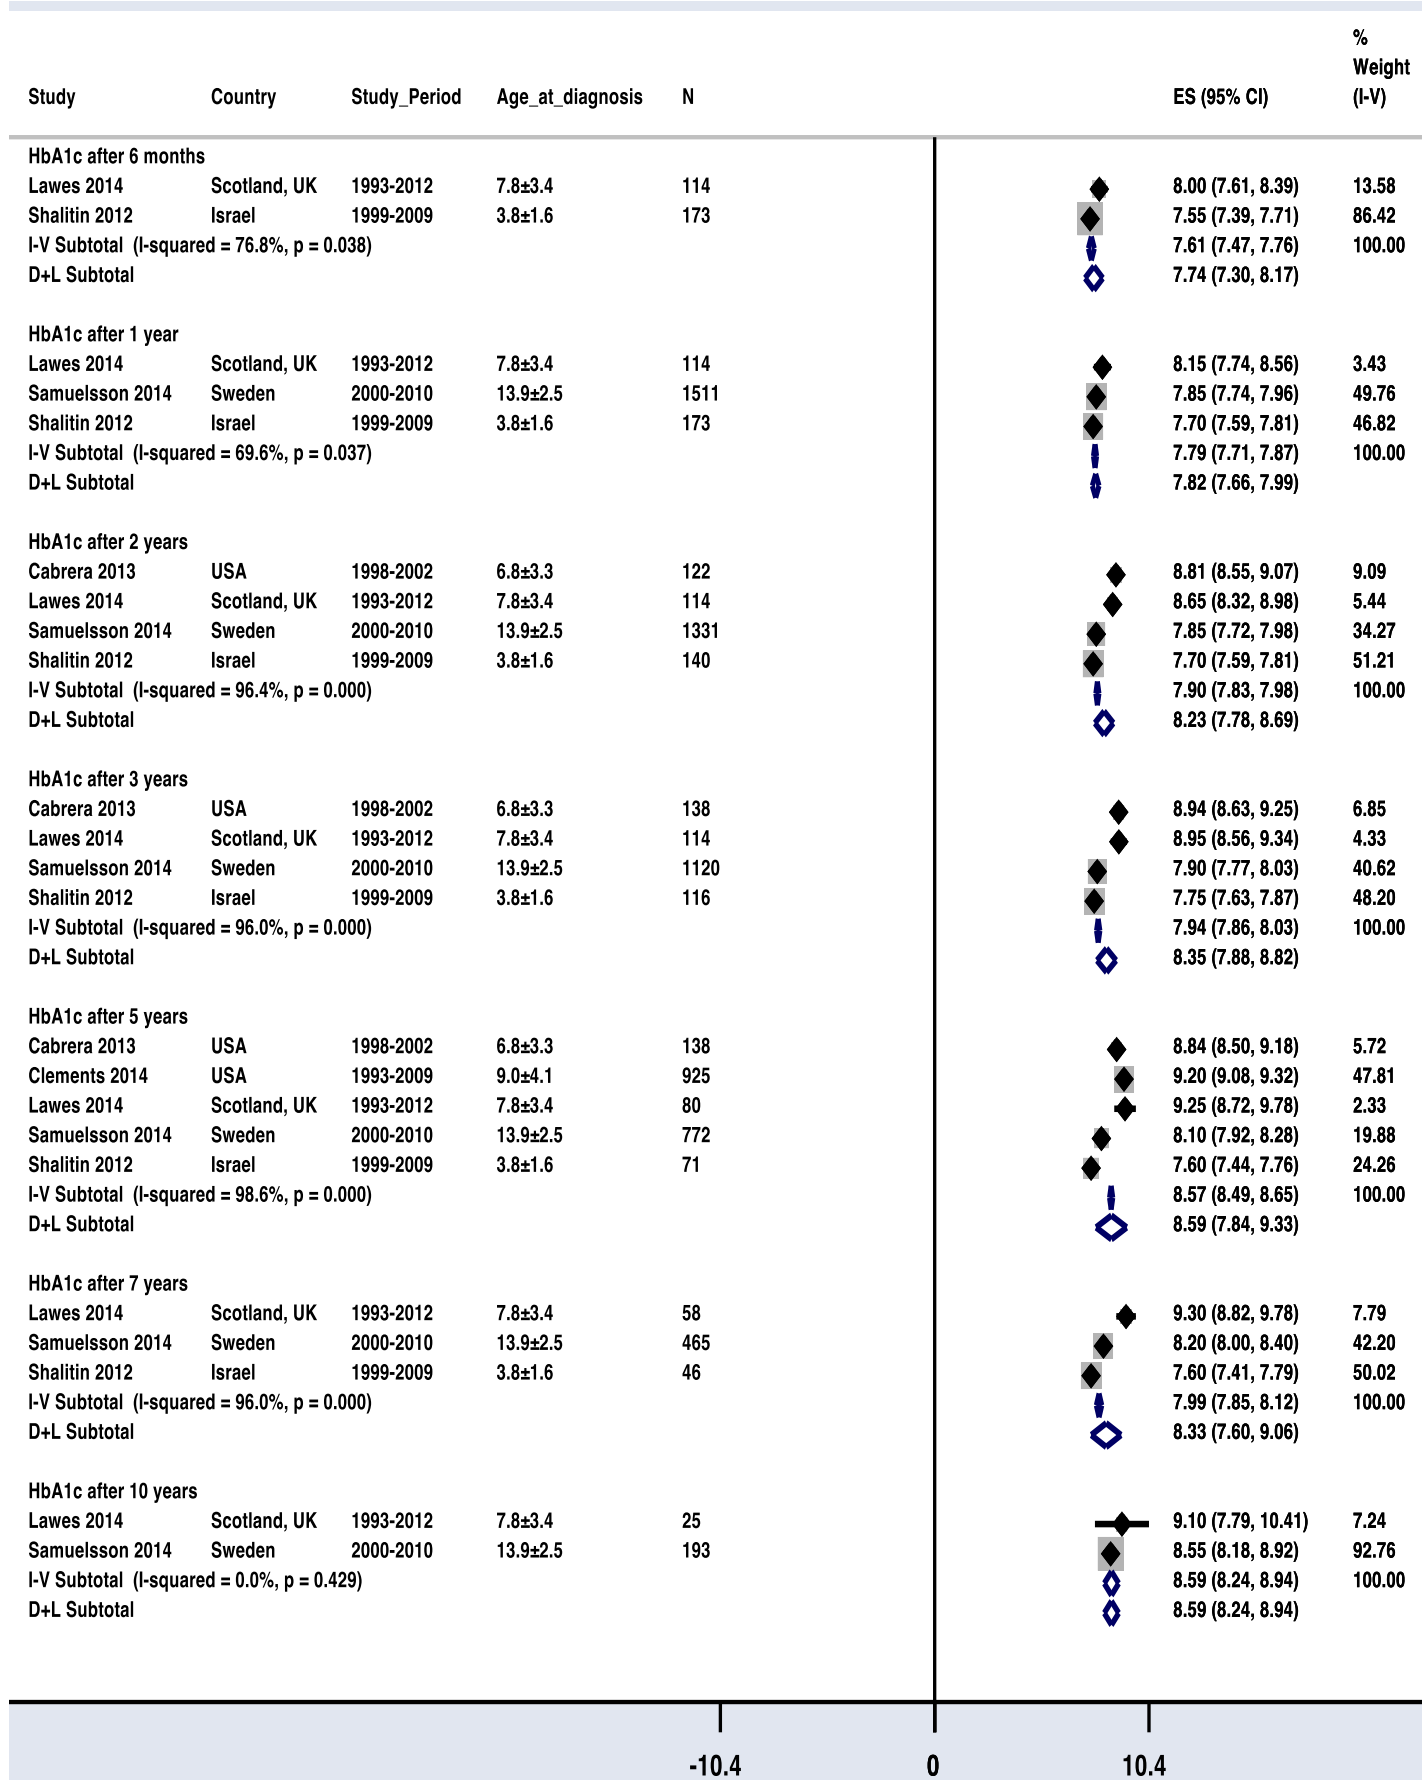 %
Weight
Study Country Study_Period Age_at_diagnosis N ES (95% CI) (I-V)
HbA1c after 6 months
Lawes 2014 Scotland, UK 1993-2012 7.8±3.4 114 8.00 (7.61, 8.39) 13.58
Shalitin 2012 Israel 1999-2009 3.8±1.6 173 7.55 (7.39, 7.71) 86.42
I-V Subtotal (I-squared = 76.8%, p = 0.038) 7.61 (7.47, 7.76) 100.00
D+L Subtotal 7.74 (7.30, 8.17)
HbA1c after 1 year
Lawes 2014 Scotland, UK 1993-2012 7.8±3.4 114 8.15 (7.74, 8.56) 3.43
Samuelsson 2014 Sweden 2000-2010 13.9±2.5 1511 7.85 (7.74, 7.96) 49.76
Shalitin 2012 Israel 1999-2009 3.8±1.6 173 7.70 (7.59, 7.81) 46.82
I-V Subtotal (I-squared = 69.6%, p = 0.037) 7.79 (7.71, 7.87) 100.00
D+L Subtotal 7.82 (7.66, 7.99)
HbA1c after 2 years
Cabrera 2013 USA 1998-2002 6.8±3.3 122 8.81 (8.55, 9.07) 9.09
Lawes 2014 Scotland, UK 1993-2012 7.8±3.4 114 8.65 (8.32, 8.98) 5.44
Samuelsson 2014 Sweden 2000-2010 13.9±2.5 1331 7.85 (7.72, 7.98) 34.27
Shalitin 2012 Israel 1999-2009 3.8±1.6 140 7.70 (7.59, 7.81) 51.21
I-V Subtotal (I-squared = 96.4%, p = 0.000) 7.90 (7.83, 7.98) 100.00
D+L Subtotal 8.23 (7.78, 8.69)
HbA1c after 3 years
Cabrera 2013 USA 1998-2002 6.8±3.3 138 8.94 (8.63, 9.25) 6.85
Lawes 2014 Scotland, UK 1993-2012 7.8±3.4 114 8.95 (8.56, 9.34) 4.33
Samuelsson 2014 Sweden 2000-2010 13.9±2.5 1120 7.90 (7.77, 8.03) 40.62
Shalitin 2012 Israel 1999-2009 3.8±1.6 116 7.75 (7.63, 7.87) 48.20
I-V Subtotal (I-squared = 96.0%, p = 0.000) 7.94 (7.86, 8.03) 100.00
D+L Subtotal 8.35 (7.88, 8.82)
HbA1c after 5 years
Cabrera 2013 USA 1998-2002 6.8±3.3 138 8.84 (8.50, 9.18) 5.72
Clements 2014 USA 1993-2009 9.0±4.1 925 9.20 (9.08, 9.32) 47.81
Lawes 2014 Scotland, UK 1993-2012 7.8±3.4 80 9.25 (8.72, 9.78) 2.33
Samuelsson 2014 Sweden 2000-2010 13.9±2.5 772 8.10 (7.92, 8.28) 19.88
Shalitin 2012 Israel 1999-2009 3.8±1.6 71 7.60 (7.44, 7.76) 24.26
I-V Subtotal (I-squared = 98.6%, p = 0.000) 8.57 (8.49, 8.65) 100.00
D+L Subtotal 8.59 (7.84, 9.33)
HbA1c after 7 years
Lawes 2014 Scotland, UK 1993-2012 7.8±3.4 58 9.30 (8.82, 9.78) 7.79
Samuelsson 2014 Sweden 2000-2010 13.9±2.5 465 8.20 (8.00, 8.40) 42.20
Shalitin 2012 Israel 1999-2009 3.8±1.6 46 7.60 (7.41, 7.79) 50.02
I-V Subtotal (I-squared = 96.0%, p = 0.000) 7.99 (7.85, 8.12) 100.00
D+L Subtotal 8.33 (7.60, 9.06)
HbA1c after 10 years
Lawes 2014 Scotland, UK 1993-2012 7.8±3.4 25 9.10 (7.79, 10.41) 7.24
Samuelsson 2014 Sweden 2000-2010 13.9±2.5 193 8.55 (8.18, 8.92) 92.76
I-V Subtotal (I-squared = 0.0%, p = 0.429) 8.59 (8.24, 8.94) 100.00
D+L Subtotal 8.59 (8.24, 8.94)
-10.4 0 10.4